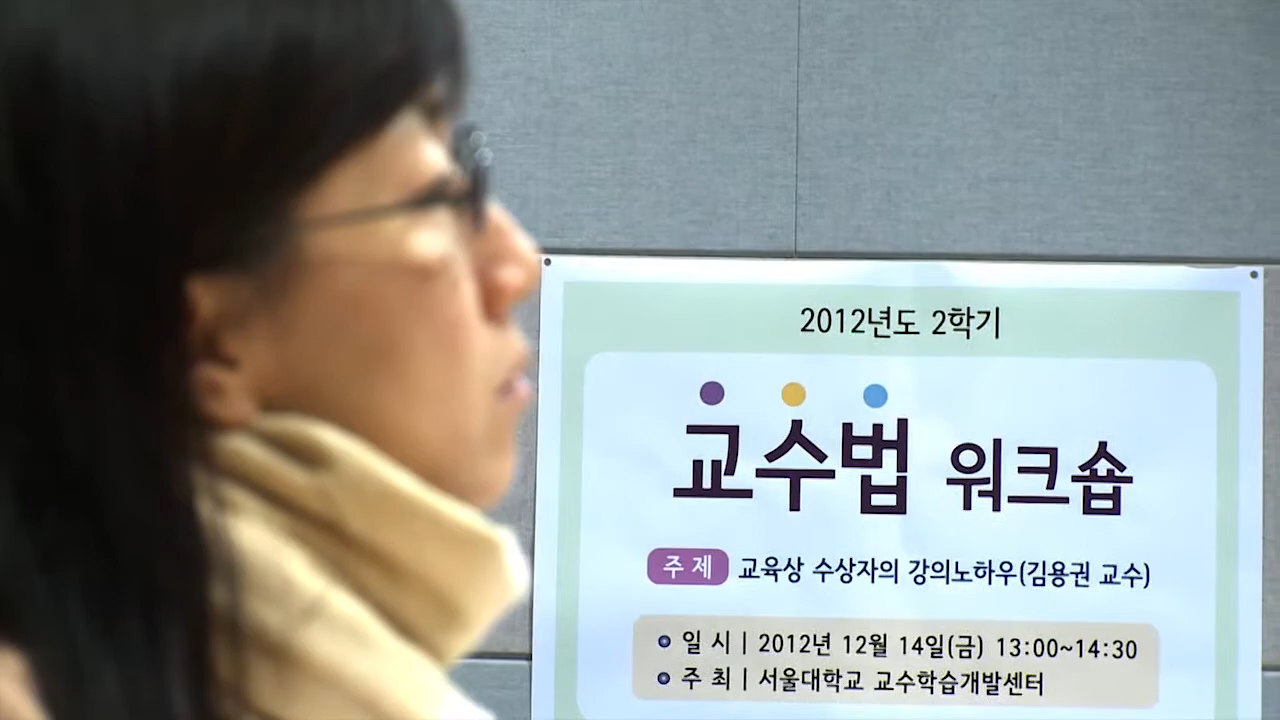 2012년도 2학기
교수법 워크숍
주 제 교육상 수상자의 강의노하우(김용권 교수)
일 시 | 2012년 12월 14일(금) 13:00~14:30
주 최 | 서울대학교 교수학습개발센터